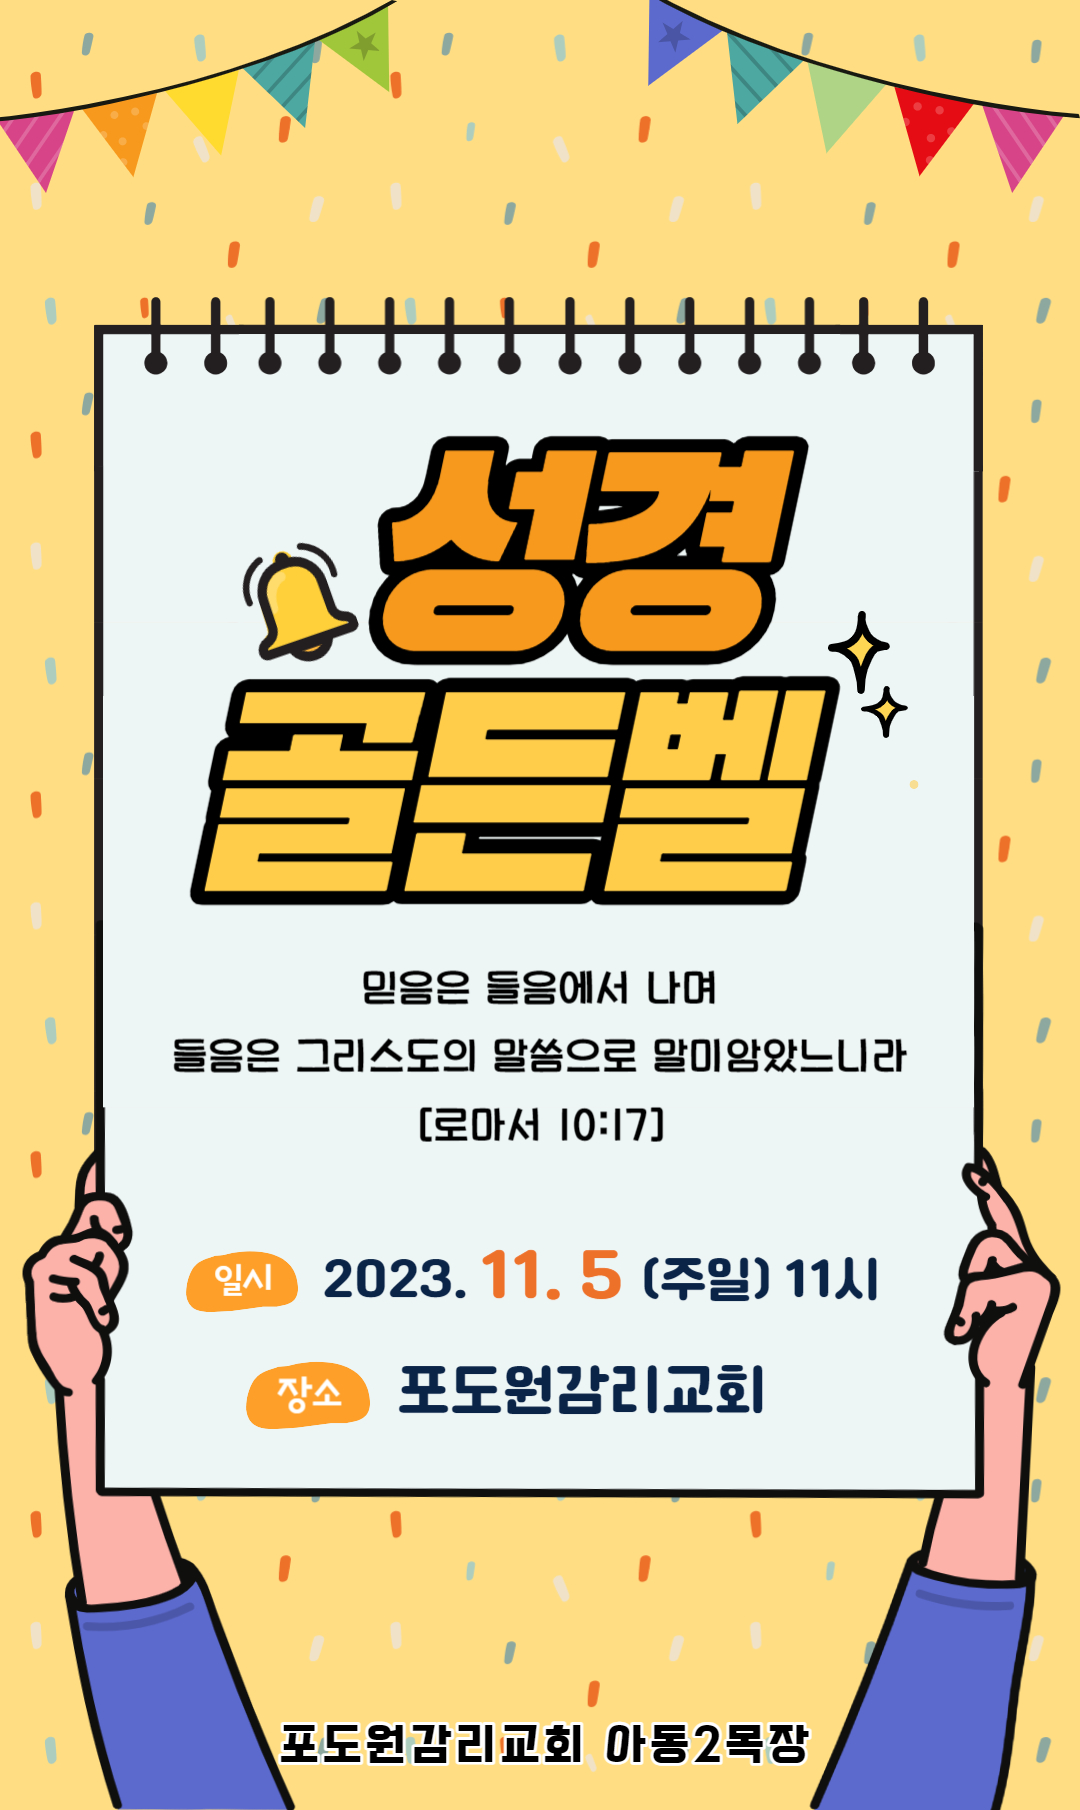 성경
골든벨
믿음은 들음에서 나며
들음은 그리스도의 말씀으로 말미암았느니라
[로마서 10:17]
일시 2023. 11. 5 (주일) 11시
장소 포도원감리교회
포도원감리교회 아동2목장